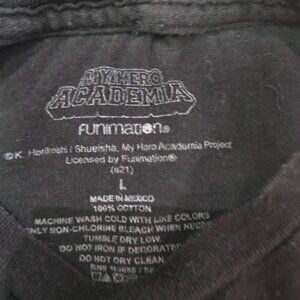 MY HERO
ACADEMIA
FUNIMATION®
©K. Horikoshi / Shueisha, My Hero Academia Project
Licensed by Funimation®
(s21)
L
MADE IN MEXICO
100% COTTON
MACHINE WASH COLD WITH LIKE COLORS
ONLY NON-CHLORINE BLEACH WHEN NEEDED
TUMBLE DRY LOW
DO NOT IRON IF DECORATED
DO NOT DRY CLEAN